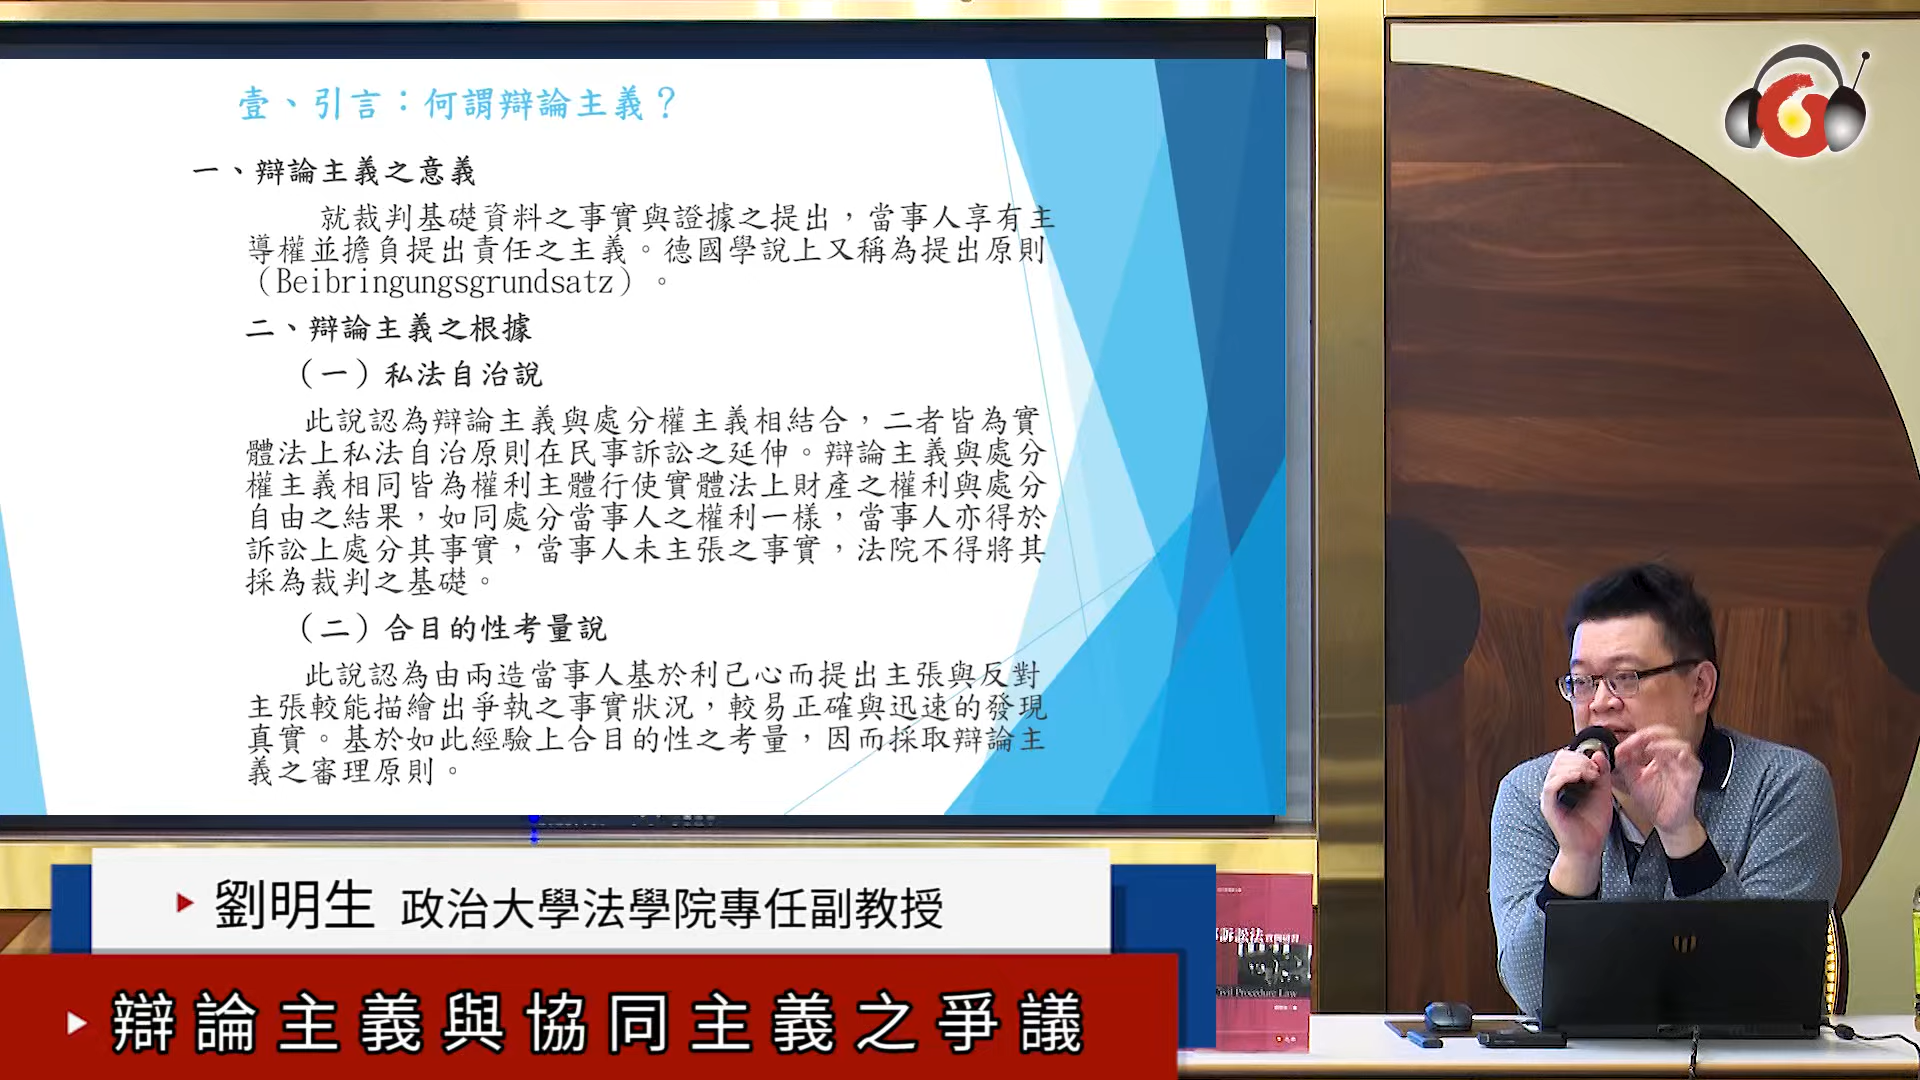 壹、引言：何謂辯論主義？
一、辯論主義之意義
就裁判基礎資料之事實與證據之提出，當事人享有主
導權並擔負提出責任之主義。德國學說上又稱為提出原則
（Beibringungsgrundsatz）。
二、辯論主義之根據
（一）私法自治說
此說認為辯論主義與處分權主義相結合，二者皆為實
體法上私法自治原則在民事訴訟之延伸。辯論主義與處分
權主義相同皆為權利主體行使實體法上財產之權利與處分
自由之結果，如同處分當事人之權利一樣，當事人亦得於
訴訟上處分其事實，當事人未主張之事實，法院不得將其
採為裁判之基礎。
（二）合目的性考量說
此說認為由兩造當事人基於利己心而提出主張與反對
主張較能描繪出爭執之事實狀況，較易正確與迅速的發現
真實。基於如此經驗上合目的性之考量，因而採取辯論主
義之審理原則。
劉明生 政治大學法學院專任副教授
辯論主義與協同主義之爭議
訴訟法
Civil Procedure Law